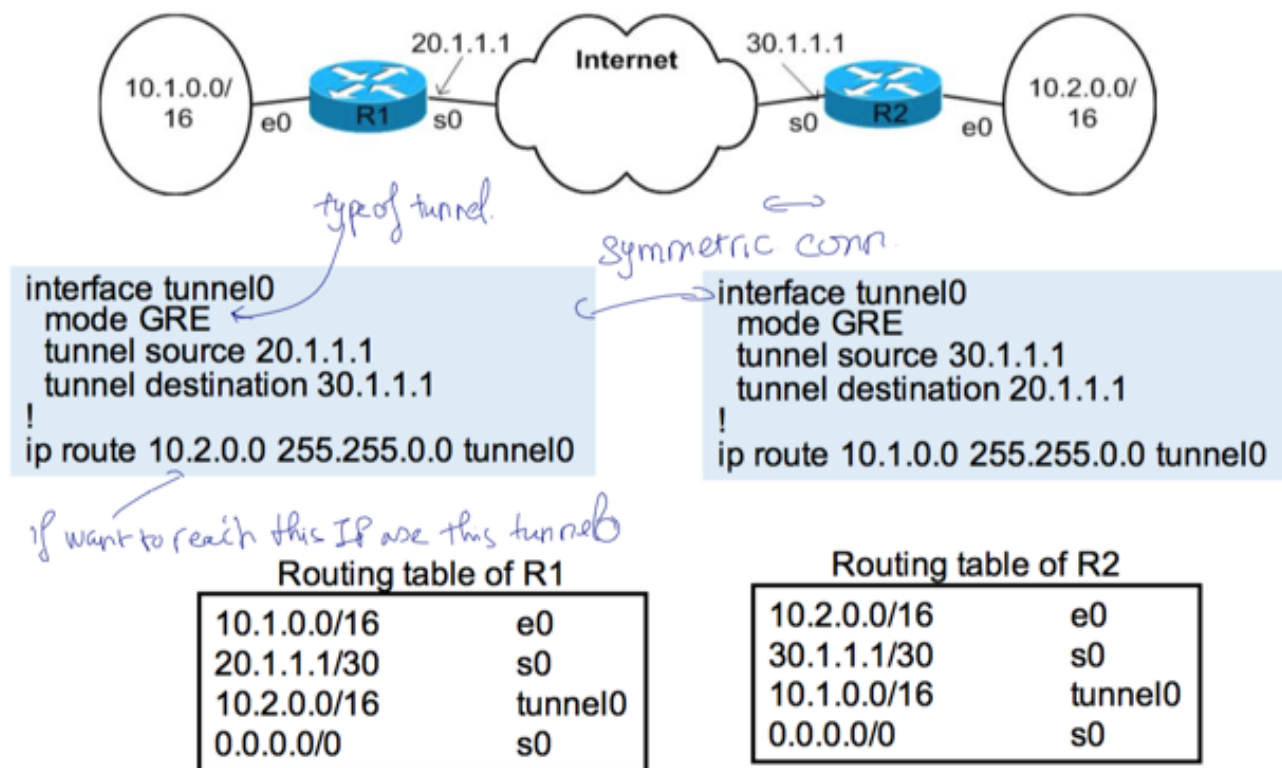 20.1.1.1
Internet
30.1.1.1
10.1.0.0/
16
e0
R1
s0
s0
R2
e0
10.2.0.0/
16
type of tunnel.
symmetric conn.
interface tunnel0
mode GRE
tunnel source 20.1.1.1
tunnel destination 30.1.1.1
!
ip route 10.2.0.0 255.255.0.0 tunnel0
interface tunnel0
mode GRE
tunnel source 30.1.1.1
tunnel destination 20.1.1.1
!
ip route 10.1.0.0 255.255.0.0 tunnel0
if want to reach this IP use this tunnel0
Routing table of R1
10.1.0.0/16 e0
20.1.1.1/30 s0
10.2.0.0/16 tunnel0
0.0.0.0/0 s0
Routing table of R2
10.2.0.0/16 e0
30.1.1.1/30 s0
10.1.0.0/16 tunnel0
0.0.0.0/0 s0